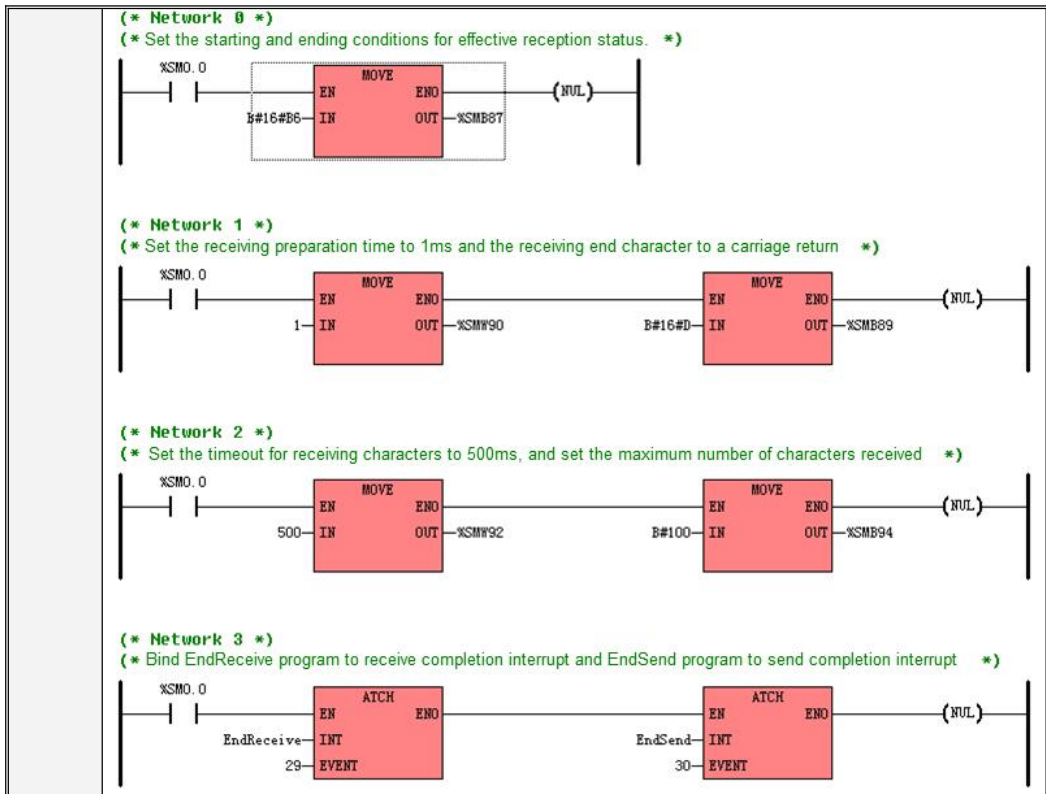 (* Network 0 *)
(* Set the starting and ending conditions for effective reception status. *)
%SM0.0
MOVE
EN ENO
(NUL)
B#16#B6 IN OUT %SMB87
(* Network 1 *)
(* Set the receiving preparation time to 1ms and the receiving end character to a carriage return *)
%SM0.0
MOVE MOVE
EN ENO EN ENO (NUL)
1 IN OUT %SMW90 B#16#D IN OUT %SMB89
(* Network 2 *)
(* Set the timeout for receiving characters to 500ms, and set the maximum number of characters received *)
%SM0.0
MOVE MOVE
EN ENO EN ENO (NUL)
500 IN OUT %SMW92 B#100 IN OUT %SMB94
(* Network 3 *)
(* Bind EndReceive program to receive completion interrupt and EndSend program to send completion interrupt *)
%SM0.0
ATCH ATCH
EN ENO EN ENO (NUL)
EndReceive INT EndSend INT
29 EVENT 30 EVENT